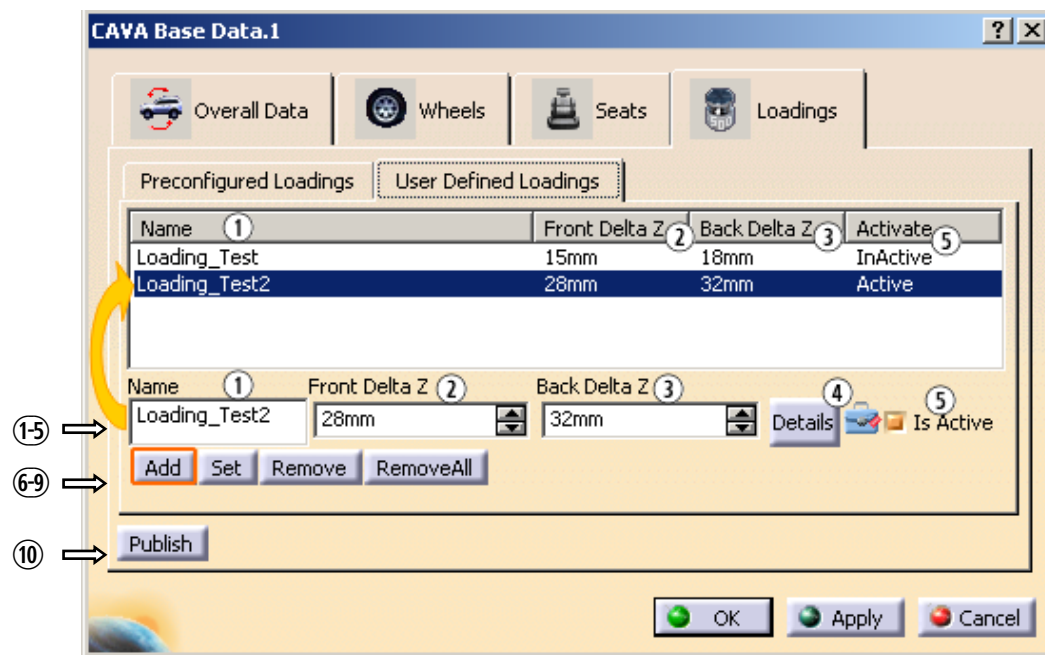 CAVA Base Data.1
Overall Data Wheels Seats Loadings
Preconfigured Loadings User Defined Loadings
Name ① Front Delta Z ② Back Delta Z ③ Activate ⑤
Loading_Test 15mm 18mm InActive
Loading_Test2 28mm 32mm Active
Name ① Front Delta Z ② Back Delta Z ③ ④ ⑤
1-5 Loading_Test2 28mm 32mm Details Is Active
6-9 Add Set Remove RemoveAll
⑩ Publish
OK Apply Cancel